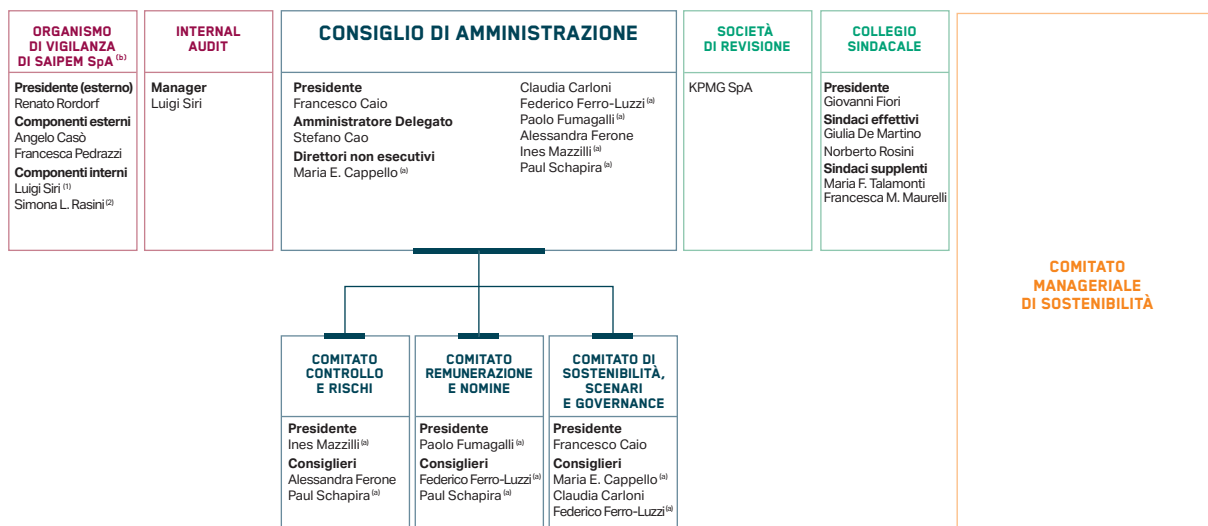 ORGANISMO
DI VIGILANZA
DI SAIPEM SpA (b)
Presidente (esterno)
Renato Rordorf
Componenti esterni
Angelo Casò
Francesca Pedrazzi
Componenti interni
Luigi Siri (1)
Simona L. Rasini (2)
INTERNAL
AUDIT
Manager
Luigi Siri
CONSIGLIO DI AMMINISTRAZIONE
Presidente
Francesco Caio
Amministratore Delegato
Stefano Cao
Direttori non esecutivi
Maria E. Cappello (a)
Claudia Carloni
Federico Ferro-Luzzi (a)
Paolo Fumagalli (a)
Alessandra Ferone
Ines Mazzilli (a)
Paul Schapira (a)
SOCIETÀ
DI REVISIONE
KPMG SpA
COLLEGIO
SINDACALE
Presidente
Giovanni Fiori
Sindaci effettivi
Giulia De Martino
Norberto Rosini
Sindaci supplenti
Maria F. Talamonti
Francesca M. Maurelli
COMITATO
MANAGERIALE
DI SOSTENIBILITÀ
COMITATO
CONTROLLO
E RISCHI
Presidente
Ines Mazzilli (a)
Consiglieri
Alessandra Ferone
Paul Schapira (a)
COMITATO
REMUNERAZIONE
E NOMINE
Presidente
Paolo Fumagalli (a)
Consiglieri
Federico Ferro-Luzzi (a)
Paul Schapira (a)
COMITATO DI
SOSTENIBILITÀ,
SCENARI
E GOVERNANCE
Presidente
Francesco Caio
Consiglieri
Maria E. Cappello (a)
Claudia Carloni
Federico Ferro-Luzzi (a)